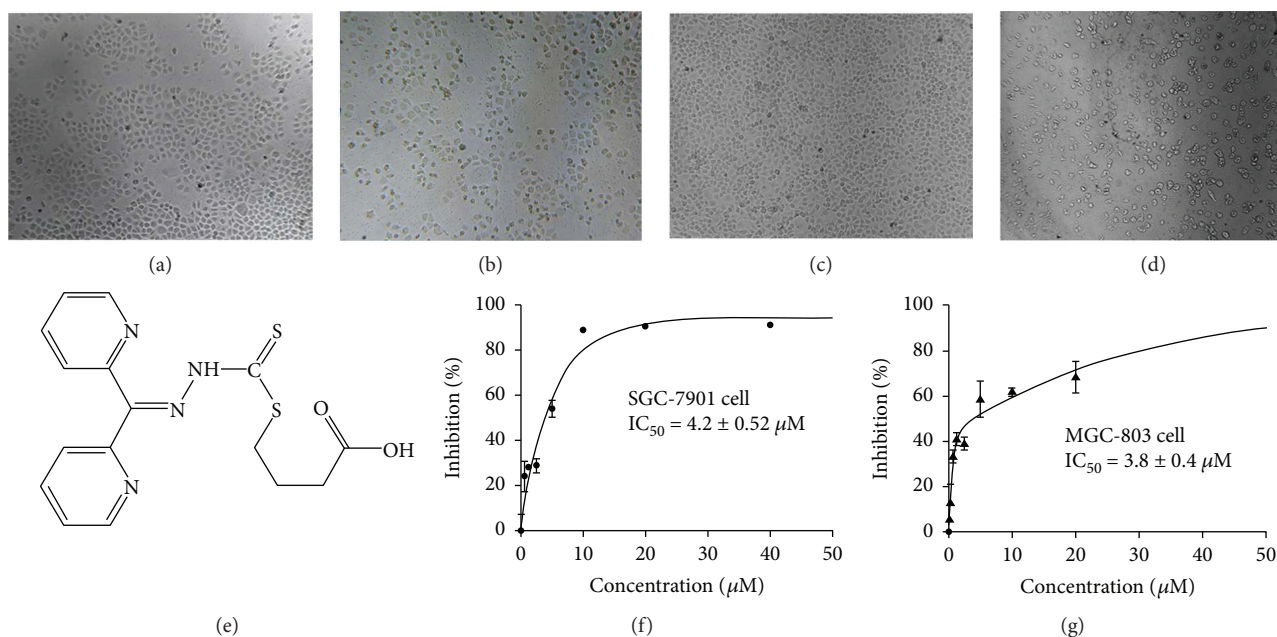 (a)
(b)
(c)
(d)
N
N
N
NH
C
S
S
O
OH
(e)
Inhibition (%)
100
80
60
40
20
0
0 10 20 30 40 50
Concentration (μM)
SGC-7901 cell
IC₅₀ = 4.2 ± 0.52 μM
(f)
Inhibition (%)
100
80
60
40
20
0
0 10 20 30 40 50
Concentration (μM)
MGC-803 cell
IC₅₀ = 3.8 ± 0.4 μM
(g)